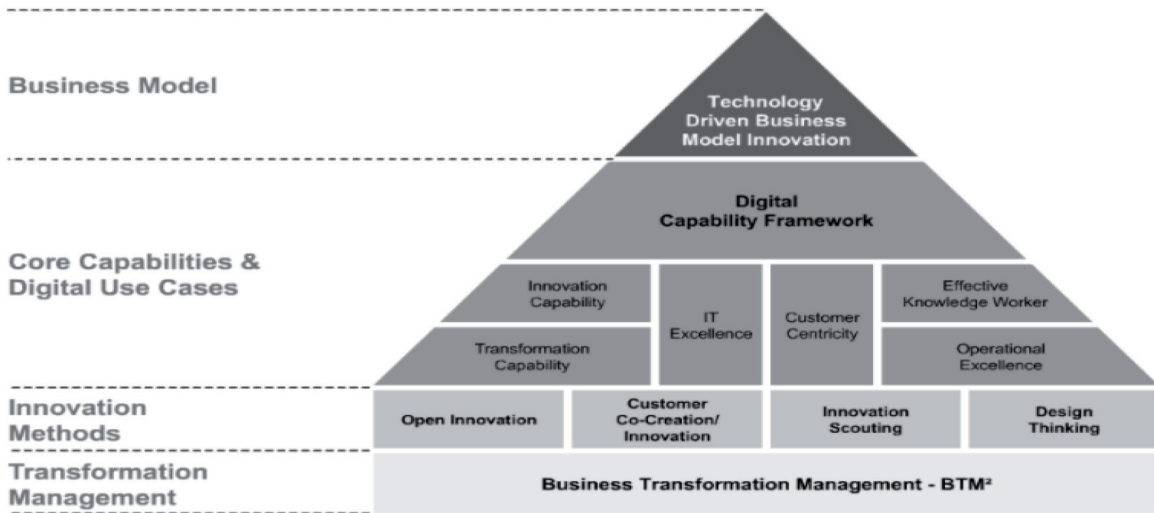 Business Model
Technology
Driven Business
Model Innovation
Core Capabilities &
Digital Use Cases
Digital
Capability Framework
Innovation
Capability
IT
Excellence
Customer
Centricity
Effective
Knowledge Worker
Transformation
Capability
Operational
Excellence
Innovation
Methods
Open Innovation
Customer
Co-Creation/
Innovation
Innovation
Scouting
Design
Thinking
Transformation
Management
Business Transformation Management - BTM²